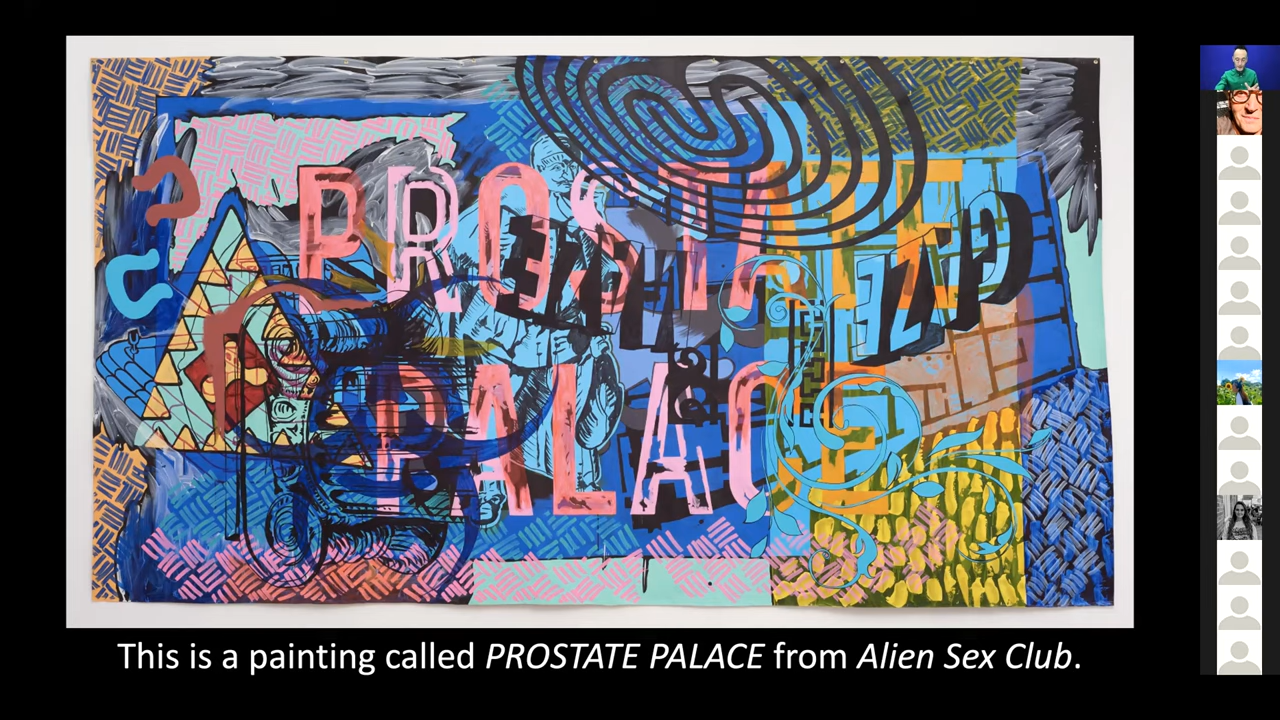 PROSTATE
PALACE
This is a painting called PROSTATE PALACE from Alien Sex Club.